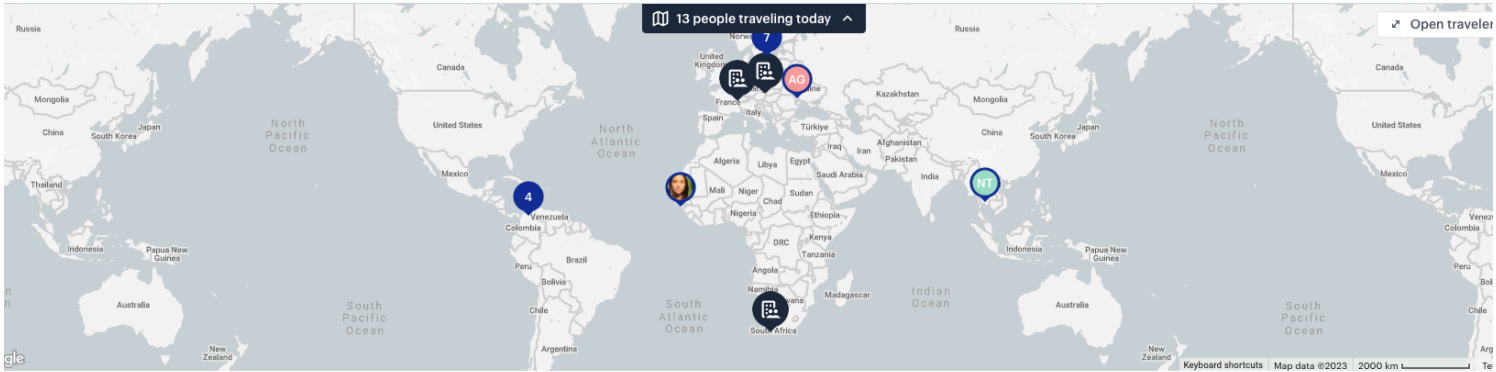 13 people traveling today
Open traveler
Russia
Canada
Mongolia
China
South Korea
Japan
Thailand
Indonesia
Papua New
Guinea
Australia
New
Zealand
North
Pacific
Ocean
South
Pacific
Ocean
United States
Mexico
4
Venezuela
Colombia
Peru
Brazil
Bolivia
Chile
Argentina
North
Atlantic
Ocean
South
Atlantic
Ocean
7
United
Kingdom
France
Spain
Italy
AG
Türkiye
Algeria
Libya
Egypt
Iraq
Iran
Saudi Arabia
Mali
Niger
Chad
Sudan
Nigeria
Ethiopia
DRC
Kenya
Tanzania
Angola
Namibia
Madagascar
South Africa
Russia
Kazakhstan
Mongolia
Afghanistan
Pakistan
India
China
South Korea
Japan
NT
Indonesia
Papua New
Guinea
Indian
Ocean
Australia
New
Zealand
North
Pacific
Ocean
South
Pacific
Ocean
Canada
United States
Mexico
Colombia
Peru
Chile
gle
Keyboard shortcuts
Map data ©2023
2000 km
Te